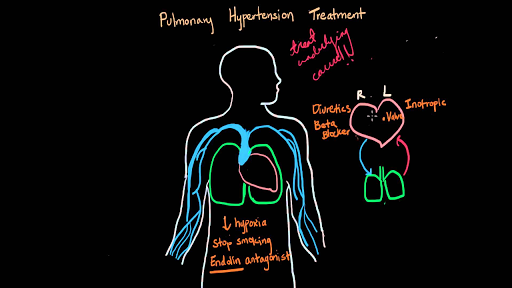 Pulmonary Hypertension Treatment
treat
underlying
cause!!
R L
Diuretics
Beta
Blocker
Valve
Inotropic
↓ hypoxia
Stop smoking
Endolin antagonist